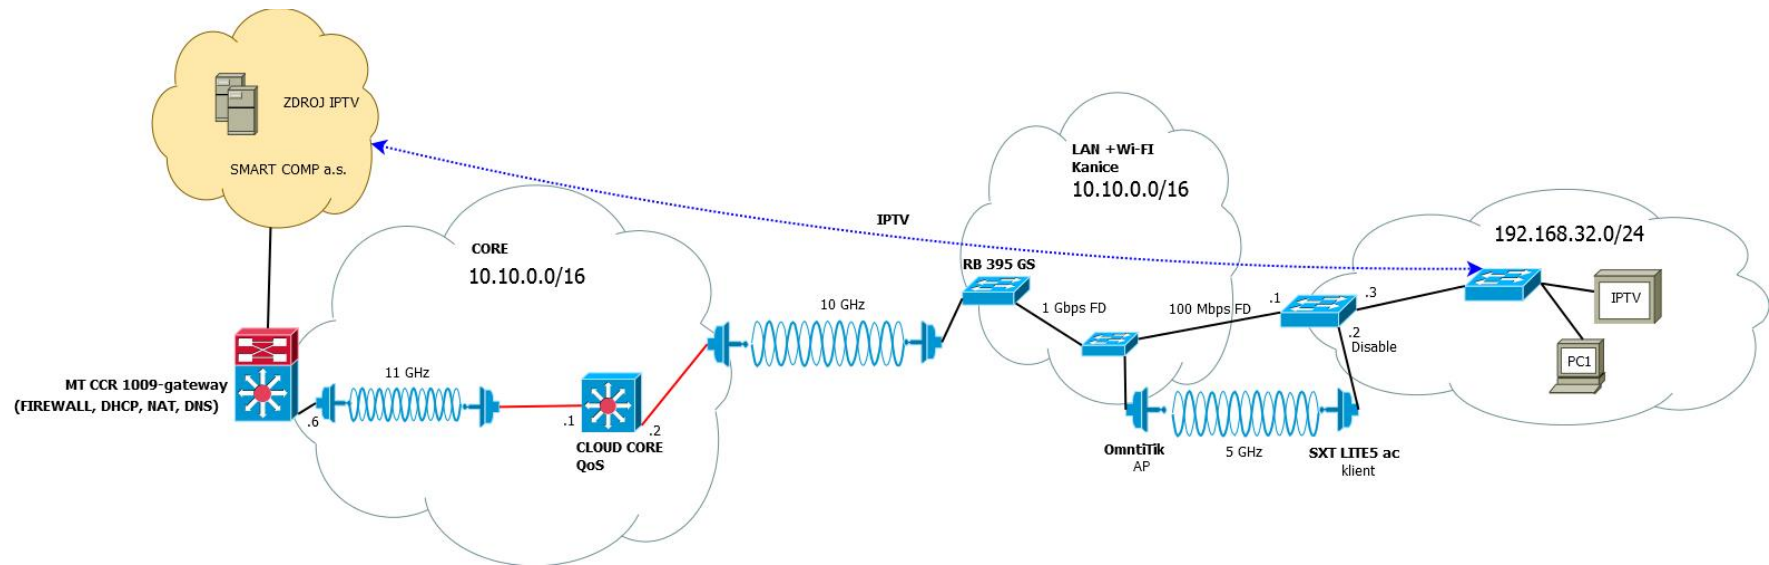 ZDROJ IPTV
SMART COMP a.s.
MT CCR 1009-gateway
(FIREWALL, DHCP, NAT, DNS)
.6
11 GHz
CORE
10.10.0.0/16
.1
.2
CLOUD CORE
QoS
10 GHz
IPTV
LAN +Wi-FI
Kanice
10.10.0.0/16
RB 395 GS
1 Gbps FD
100 Mbps FD
OmntiTik
AP
5 GHz
SXT LITE5 ac
klient
.1
.3
.2
Disable
192.168.32.0/24
IPTV
PC1